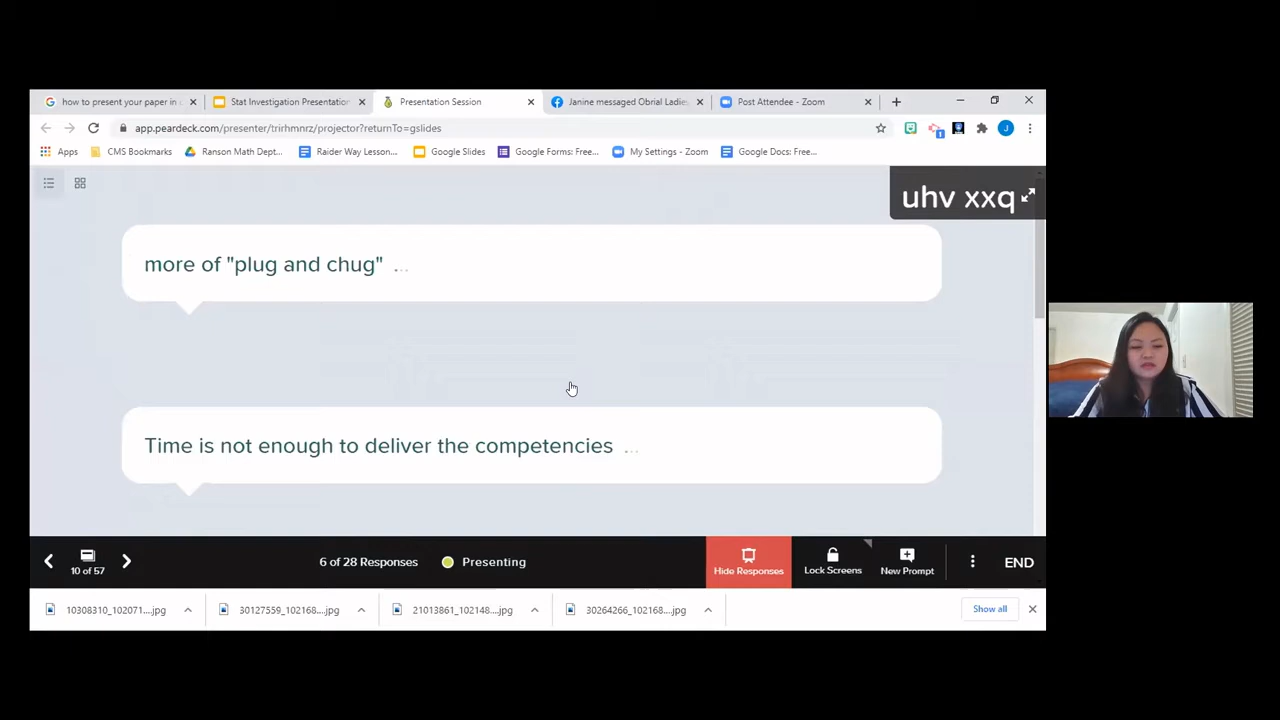 how to present your paper in
Stat Investigation Presentation
Presentation Session
Janine messaged Obrial Ladies
Post Attendee - Zoom
app.peardeck.com/presenter/trirhmnrz/projector?returnTo=gslides
Apps
CMS Bookmarks
Ranson Math Dept...
Raider Way Lesson...
Google Slides
Google Forms: Free...
My Settings - Zoom
Google Docs: Free...
uhv xxq
more of "plug and chug" ...
Time is not enough to deliver the competencies ...
10 of 57
6 of 28 Responses
Presenting
Hide Responses
Lock Screens
New Prompt
END
10308310_102071....jpg
30127559_102168....jpg
21013861_102148....jpg
30264266_102168....jpg
Show all